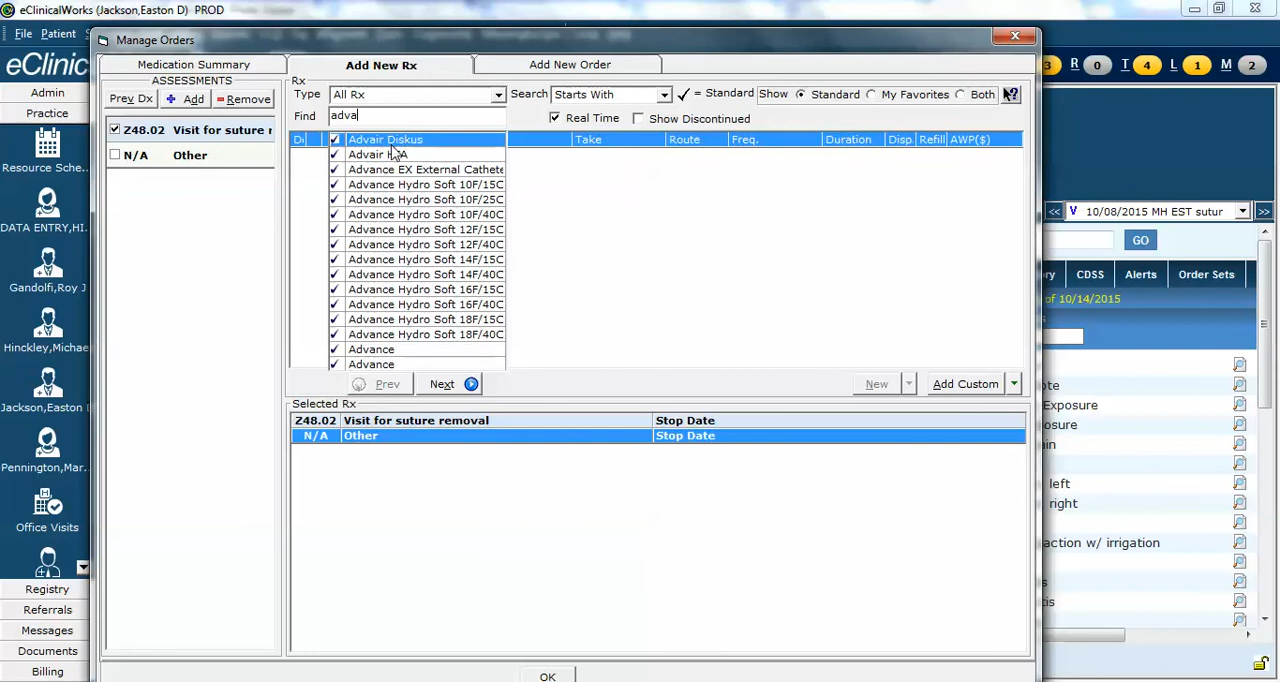 eClinicalWorks (Jackson,Easton D) PROD
File Patient
Manage Orders
eClinic
3 R 0 T 4 L 1 M 2
Medication Summary Add New Rx Add New Order
Admin
Practice
Resource Sche..
DATA ENTRY,HI..
Gandolfi,Roy J
Hinckley,Michae
Jackson,Easton D
Pennington,Mar..
Office Visits
Registry
Referrals
Messages
Documents
Billing
ASSESSMENTS
Prev Dx Add Remove
Z48.02 Visit for suture r
N/A Other
Rx
Type All Rx Search Starts With = Standard Show Standard My Favorites Both
Find adva Real Time Show Discontinued
Take Route Freq. Duration Disp Refill AWP($)
Advair Diskus
Advair
Advance EX External Cathete
Advance Hydro Soft 10F/15C
Advance Hydro Soft 10F/25C
Advance Hydro Soft 10F/40C
Advance Hydro Soft 12F/15C
Advance Hydro Soft 12F/40C
Advance Hydro Soft 14F/15C
Advance Hydro Soft 14F/40C
Advance Hydro Soft 16F/15C
Advance Hydro Soft 16F/40C
Advance Hydro Soft 18F/15C
Advance Hydro Soft 18F/40C
Advance
Advance
Prev Next New Add Custom
Selected Rx
Z48.02 Visit for suture removal Stop Date
N/A Other Stop Date
OK
<< V 10/08/2015 MH EST sutur >>
GO
ry CDSS Alerts Order Sets
of 10/14/2015
ote
Exposure
sure
ain
left
right
action w/ irrigation
s
tis